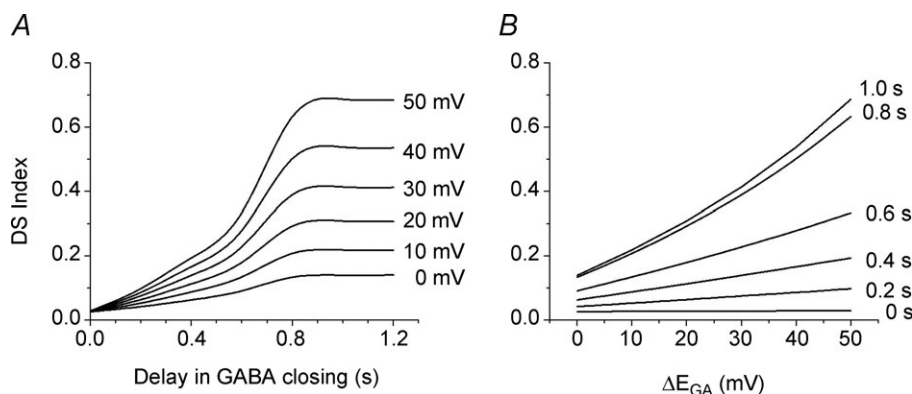 A
DS Index
0.8
0.6
0.4
0.2
0.0
50 mV
40 mV
30 mV
20 mV
10 mV
0 mV
0.0 0.4 0.8 1.2
Delay in GABA closing (s)
B
0.8
0.6
0.4
0.2
0.0
1.0 s
0.8 s
0.6 s
0.4 s
0.2 s
0 s
0 10 20 30 40 50
ΔE_GA (mV)